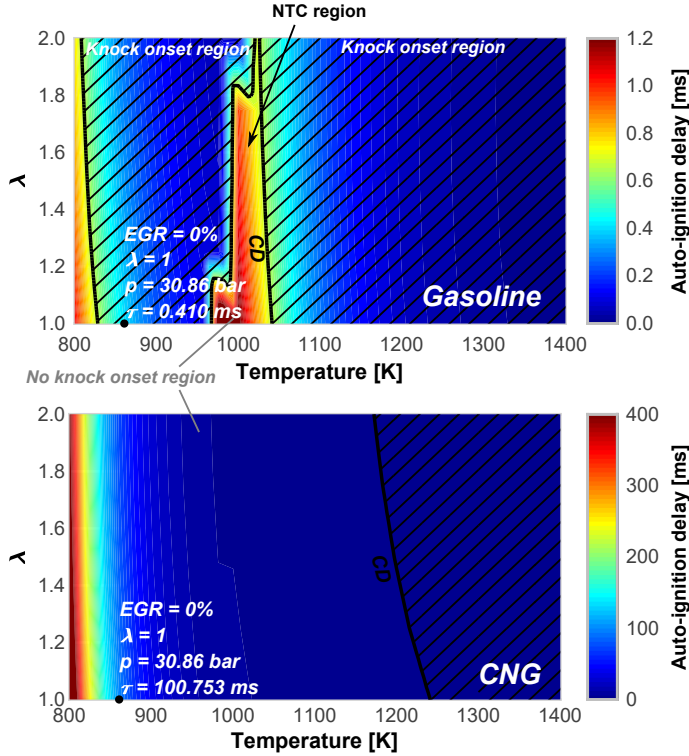 NTC region
2.0
Knock onset region
Knock onset region
1.8
1.6
λ
1.4
1.2
1.0
EGR = 0%
λ = 1
p = 30.86 bar
τ = 0.410 ms
CD
Gasoline
800
900
1000
1100
1200
1300
1400
Temperature [K]
1.2
1.0
0.8
0.6
0.4
0.2
0.0
Auto-ignition delay [ms]
No knock onset region
2.0
1.8
1.6
λ
1.4
1.2
1.0
EGR = 0%
λ = 1
p = 30.86 bar
τ = 100.753 ms
CD
CNG
800
900
1000
1100
1200
1300
1400
Temperature [K]
400
300
200
100
0
Auto-ignition delay [ms]